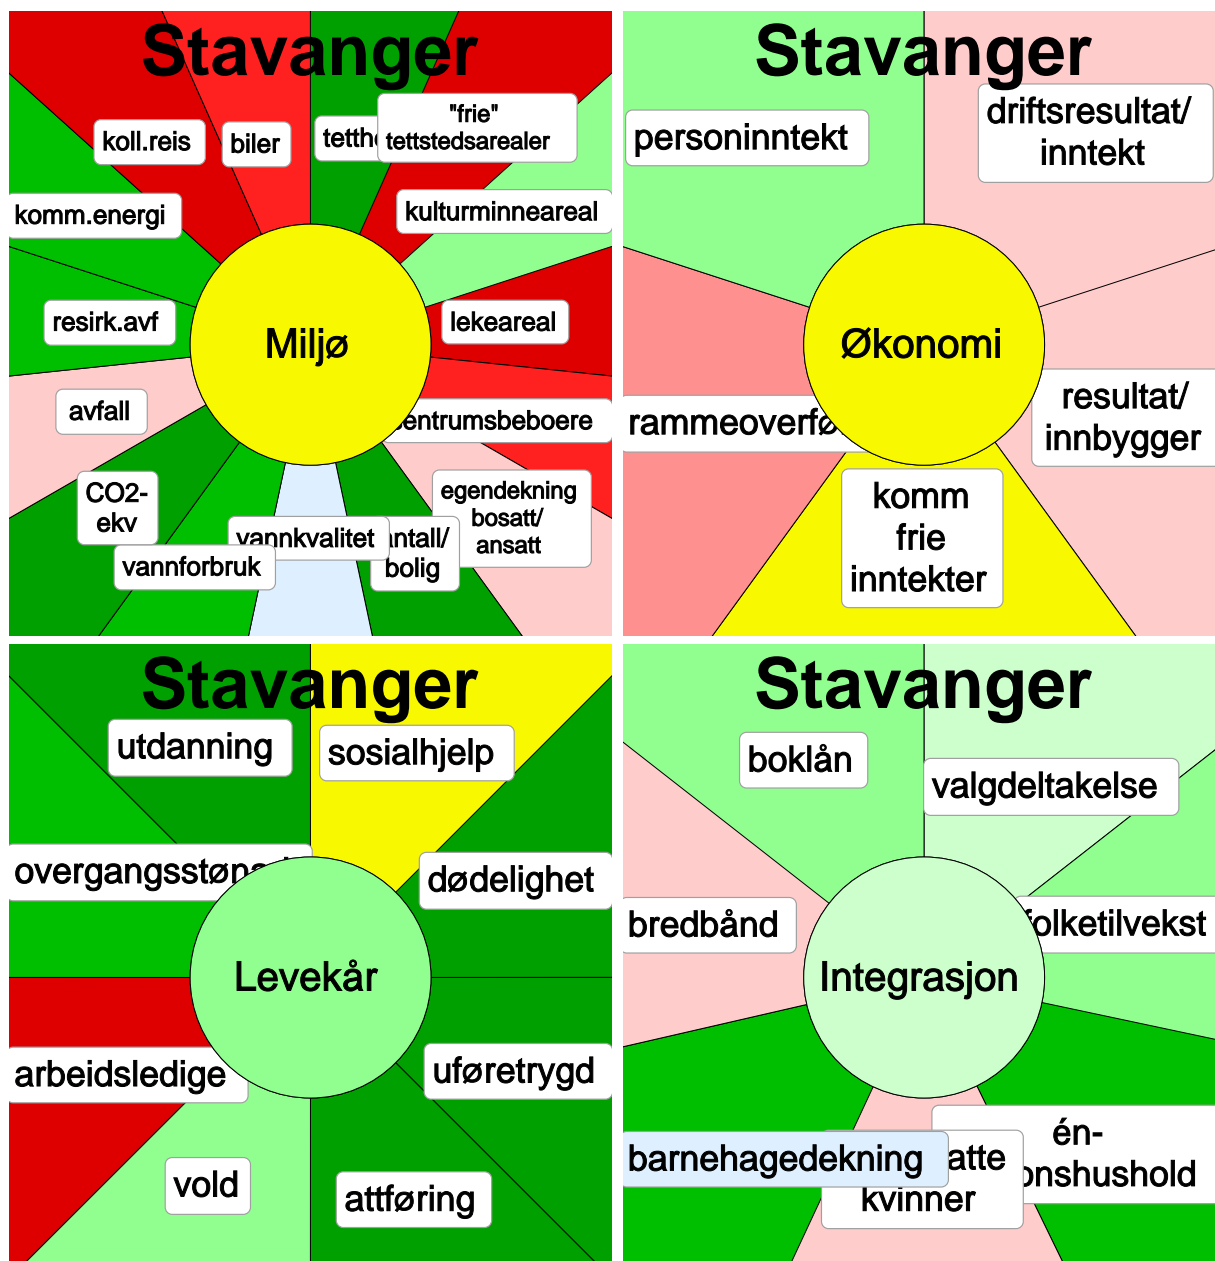 Stavanger
koll.reis
biler
"frie"
tettstedsarealer
komm.energi
kulturminneareal
resirk.avf
Miljø
lekeareal
avfall
CO2-
ekv
egendekning
bosatt/
ansatt
vannkvalitet
bolig
vannforbruk
Stavanger
personinntekt
driftsresultat/
inntekt
Økonomi
resultat/
innbygger
komm
frie
inntekter
Stavanger
utdanning
sosialhjelp
dødelighet
Levekår
arbeidsledige
uføretrygd
vold
attføring
Stavanger
boklån
valgdeltakelse
bredbånd
folketilvekst
Integrasjon
én-
barnehagedekning
kvinner